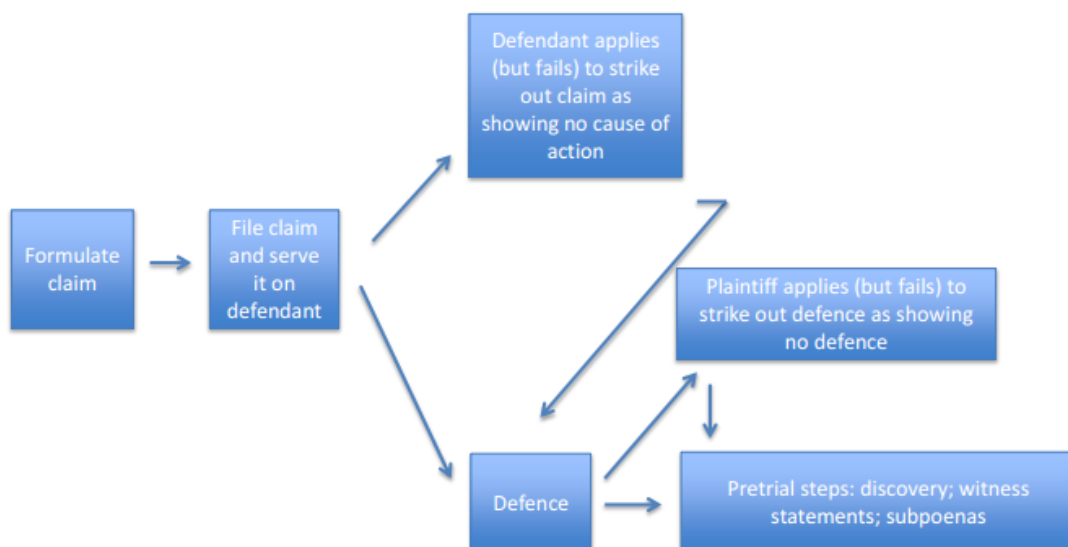 Defendant applies
(but fails) to strike
out claim as
showing no cause of
action
Formulate
claim
File claim
and serve
it on
defendant
Plaintiff applies (but fails) to
strike out defence as showing
no defence
Defence
Pretrial steps: discovery; witness
statements; subpoenas